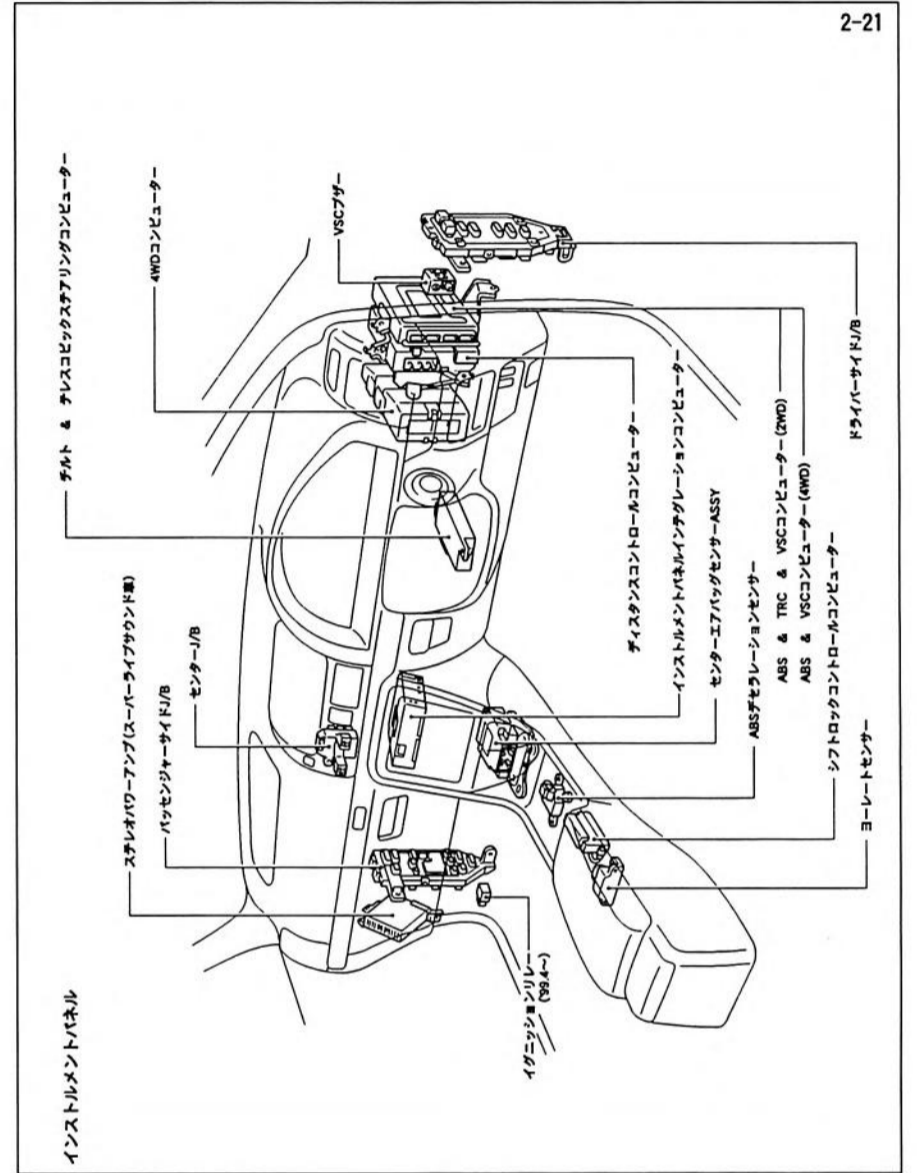 2-21
インストルメントパネル
チルト & テレスコピックステアリングコンピューター
4WDコンピューター
VSCブザー
ステレオパワーアンプ(スーパーライブサウンド車)
パッセンジャーサイドJ/B
センターJ/B
イグニッションリレー
('99.4～)
ディスタンスコントロールコンピューター
インストルメントパネルインテグレーションコンピューター
センターエアバッグセンサーASSY
ABSデセラレーションセンサー
ABS & TRC & VSCコンピューター(2WD)
ABS & VSCコンピューター(4WD)
シフトロックコントロールコンピューター
ヨーレートセンサー
ドライバーサイドJ/B